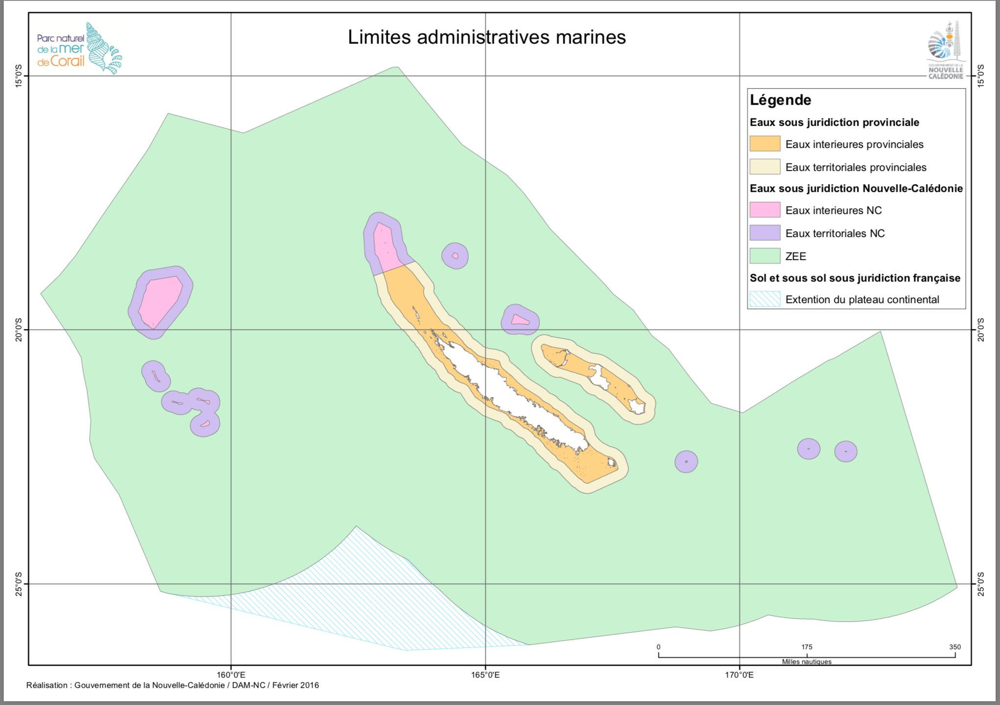 Parc naturel
de la mer
de Corail
Limites administratives marines
GOUVERNEMENT DE LA
NOUVELLE
CALÉDONIE
15°0'S
15°0'S
Légende
Eaux sous juridiction provinciale
Eaux interieures provinciales
Eaux territoriales provinciales
Eaux sous juridiction Nouvelle-Calédonie
Eaux interieures NC
Eaux territoriales NC
ZEE
Sol et sous sol sous juridiction française
Extention du plateau continental
20°0'S
20°0'S
25°0'S
25°0'S
0 175 350
Milles nautiques
160°0'E 165°0'E 170°0'E
Réalisation : Gouvernement de la Nouvelle-Calédonie / DAM-NC / Février 2016